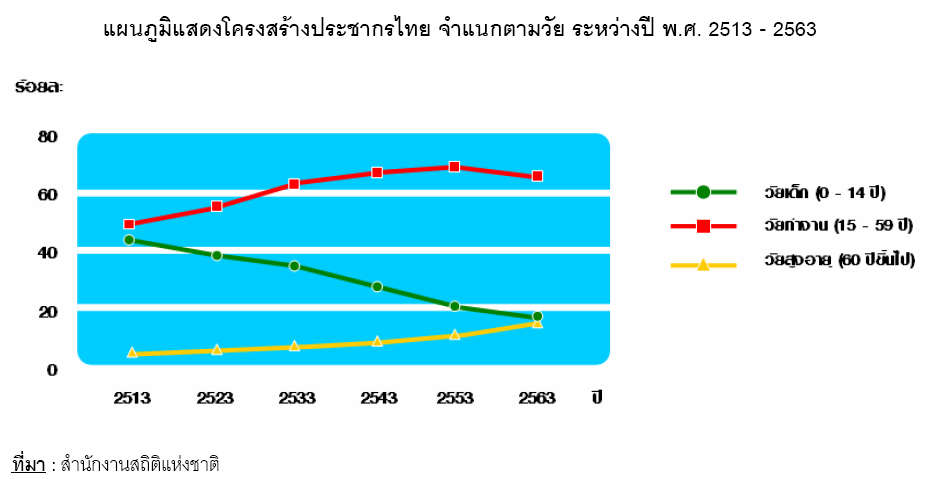 แผนภูมิแสดงโครงสร้างประชากรไทย จำแนกตามวัย ระหว่างปี พ.ศ. 2513 - 2563
ร้อยละ
80
60
40
20
0
2513 2523 2533 2543 2553 2563 ปี
วัยเด็ก (0 - 14 ปี)
วัยทำงาน (15 - 59 ปี)
วัยสูงอายุ (60 ปีขึ้นไป)
ที่มา : สำนักงานสถิติแห่งชาติ